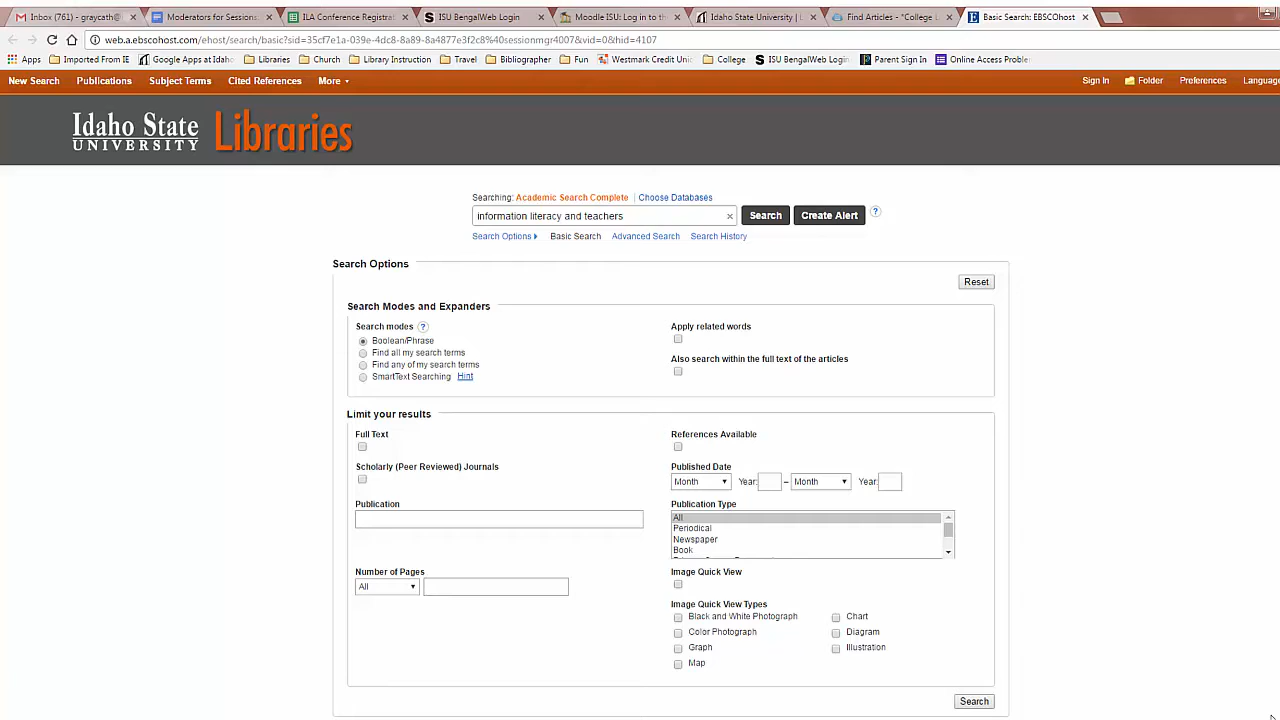 Inbox (761) - graycath
Moderators for Session
ILA Conference Registrat
ISU BengalWeb Login
Moodle ISU: Log in to th
Idaho State University | L
Find Articles - "College L
Basic Search: EBSCOhost
web.a.ebscohost.com/ehost/search/basic?sid=35cf7e1a-039e-4dc8-8a89-8a4877e3f2c8%40sessionmgr4007&vid=0&hid=4107
Apps Imported From IE Google Apps at Idaho Libraries Church Library Instruction Travel Bibliographer Fun Westmark Credit Unio College ISU BengalWeb Login Parent Sign In Online Access Proble
New Search Publications Subject Terms Cited References More Sign In Folder Preferences Language
Idaho State
UNIVERSITY
Libraries
Searching: Academic Search Complete Choose Databases
information literacy and teachers × Search Create Alert ?
Search Options Basic Search Advanced Search Search History
Search Options
Reset
Search Modes and Expanders
Search modes ?
Boolean/Phrase
Find all my search terms
Find any of my search terms
SmartText Searching Hint
Apply related words
Also search within the full text of the articles
Limit your results
Full Text
References Available
Scholarly (Peer Reviewed) Journals
Published Date
Month Year: – Month Year:
Publication
Publication Type
All
Periodical
Newspaper
Book
Number of Pages
All
Image Quick View
Image Quick View Types
Black and White Photograph Chart
Color Photograph Diagram
Graph Illustration
Map
Search